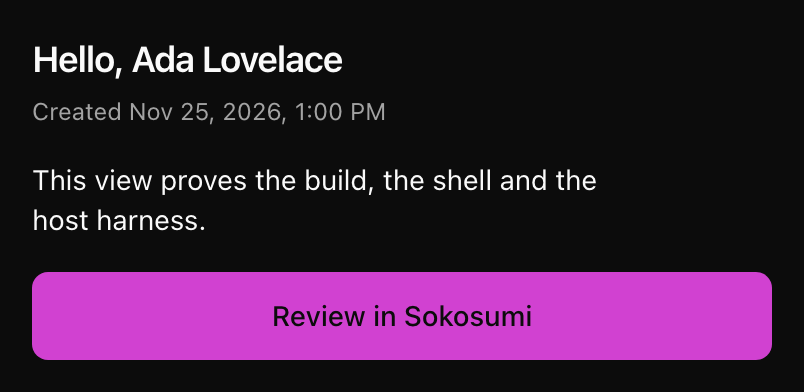 Hello, Ada Lovelace
Created Nov 25, 2026, 1:00 PM
This view proves the build, the shell and the
host harness.
Review in Sokosumi